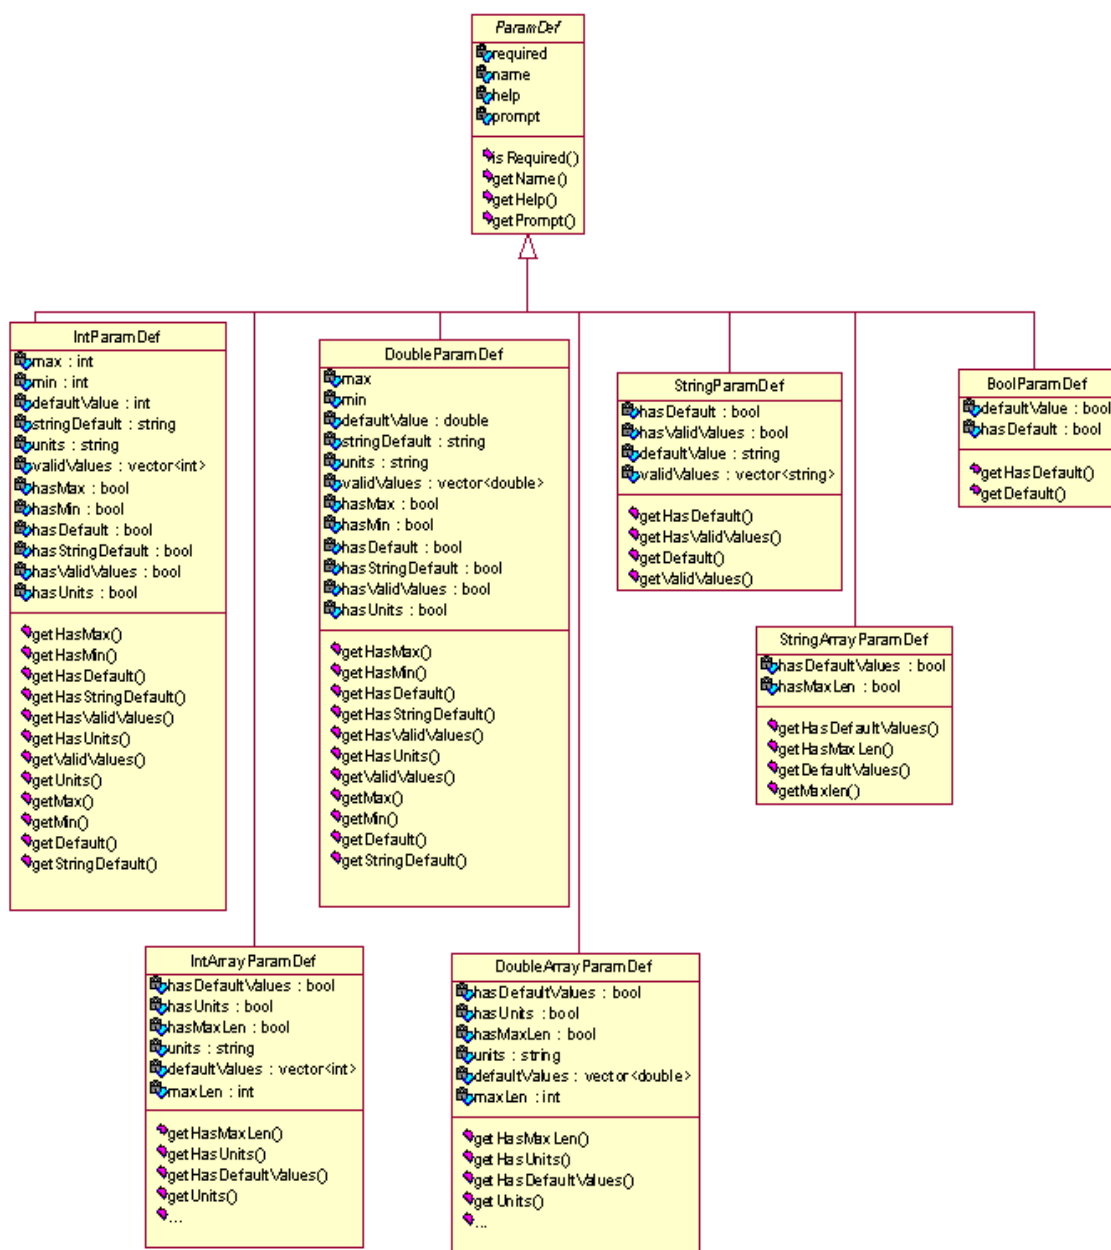 ParamDef
required
name
help
prompt
isRequired()
getName()
getHelp()
getPrompt()
IntParamDef
max : int
min : int
defaultValue : int
stringDefault : string
units : string
validValues : vector<int>
hasMax : bool
hasMin : bool
hasDefault : bool
hasStringDefault : bool
hasValidValues : bool
hasUnits : bool
getHasMax()
getHasMin()
getHasDefault()
getHasStringDefault()
getHasValidValues()
getHasUnits()
getValidValues()
getUnits()
getMax()
getMin()
getDefault()
getStringDefault()
DoubleParamDef
max
min
defaultValue : double
stringDefault : string
units : string
validValues : vector<double>
hasMax : bool
hasMin : bool
hasDefault : bool
hasStringDefault : bool
hasValidValues : bool
hasUnits : bool
getHasMax()
getHasMin()
getHasDefault()
getHasStringDefault()
getHasValidValues()
getHasUnits()
getValidValues()
getMax()
getMin()
getDefault()
getStringDefault()
StringParamDef
hasDefault : bool
hasValidValues : bool
defaultValue : string
validValues : vector<string>
getHasDefault()
getHasValidValues()
getDefault()
getValidValues()
BoolParamDef
defaultValue : bool
hasDefault : bool
getHasDefault()
getDefault()
StringArrayParamDef
hasDefaultValues : bool
hasMaxLen : bool
getHasDefaultValues()
getHasMaxLen()
getDefaultValues()
getMaxlen()
IntArrayParamDef
hasDefaultValues : bool
hasUnits : bool
hasMaxLen : bool
units : string
defaultValues : vector<int>
maxLen : int
getHasMaxLen()
getHasUnits()
getHasDefaultValues()
getUnits()
...
DoubleArrayParamDef
hasDefaultValues : bool
hasUnits : bool
hasMaxLen : bool
units : string
defaultValues : vector<double>
maxLen : int
getHasMaxLen()
getHasUnits()
getHasDefaultValues()
getUnits()
...